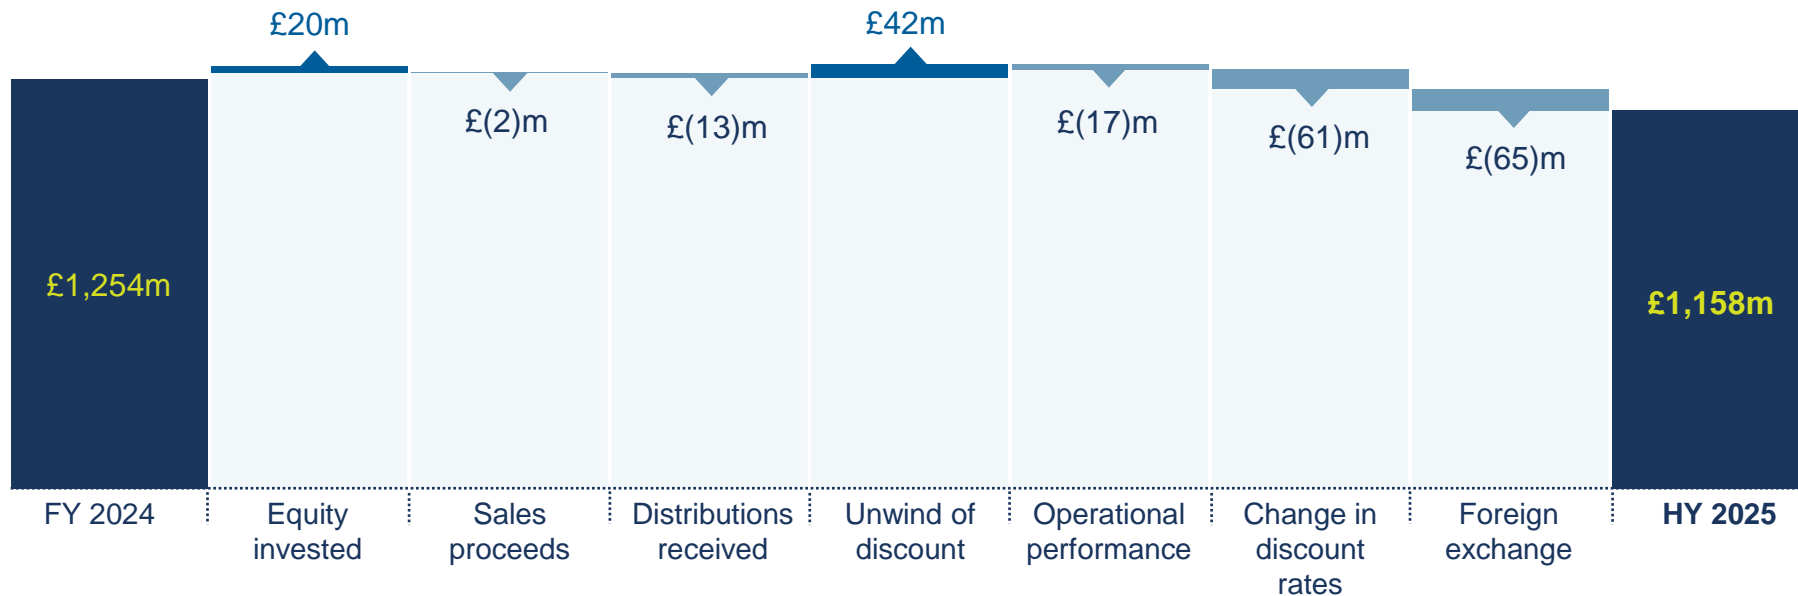 £20m
£42m
£(2)m
£(13)m
£(17)m
£(61)m
£(65)m
£1,254m
£1,158m
FY 2024
Equity
invested
Sales
proceeds
Distributions
received
Unwind of
discount
Operational
performance
Change in
discount
rates
Foreign
exchange
HY 2025